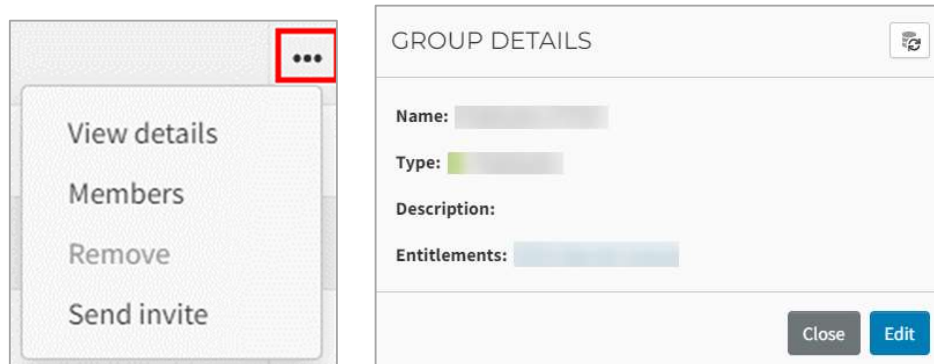 •••
View details
Members
Remove
Send invite
GROUP DETAILS
Name:
Type:
Description:
Entitlements:
Close
Edit